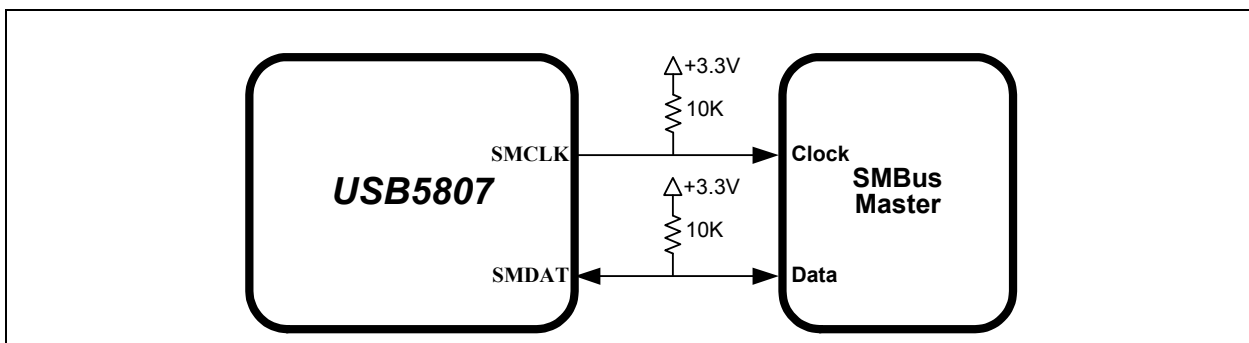 +3.3V
10K
SMCLK
Clock
USB5807
SMBus
Master
+3.3V
10K
SMDAT
Data